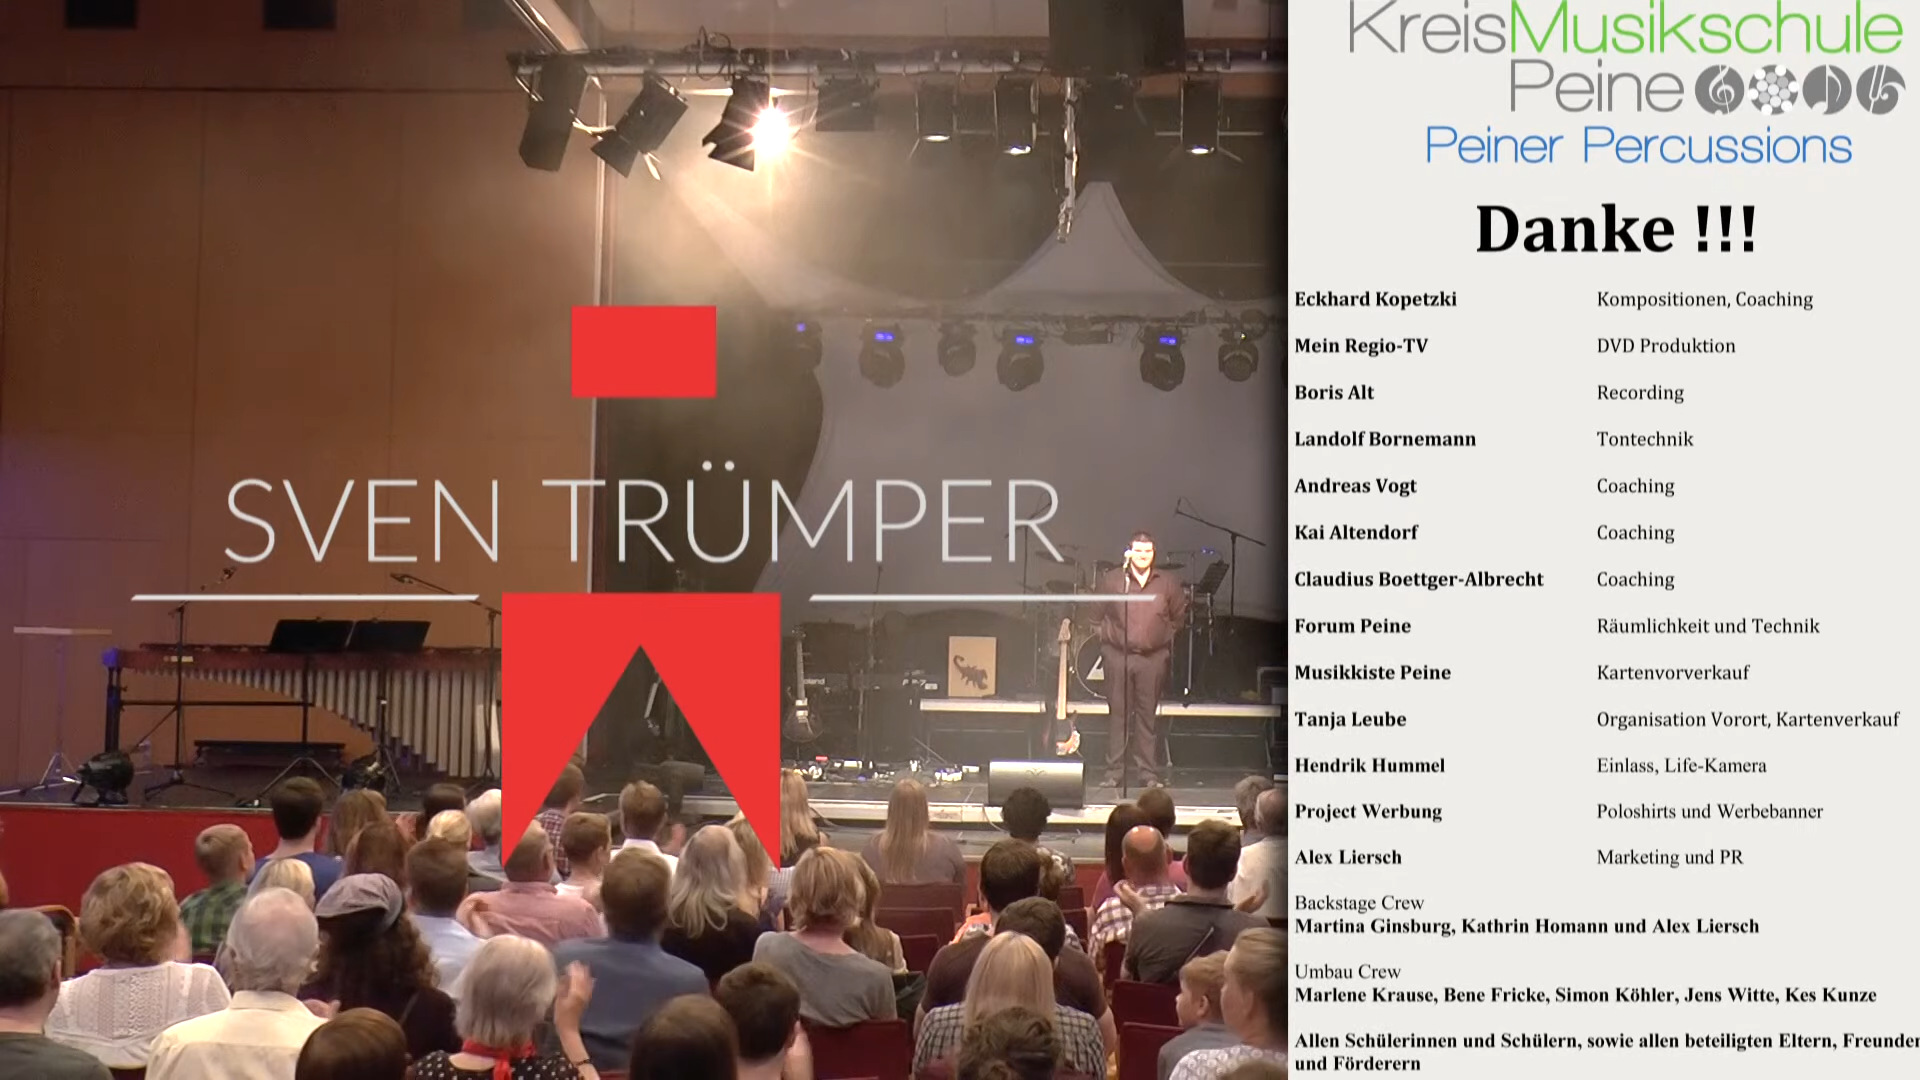 SVEN TRÜMPER
KreisMusikschule
Peine
Peiner Percussions
Danke !!!
Eckhard Kopetzki Kompositionen, Coaching
Mein Regio-TV DVD Produktion
Boris Alt Recording
Landolf Bornemann Tontechnik
Andreas Vogt Coaching
Kai Altendorf Coaching
Claudius Boettger-Albrecht Coaching
Forum Peine Räumlichkeit und Technik
Musikkiste Peine Kartenvorverkauf
Tanja Leube Organisation Vorort, Kartenverkauf
Hendrik Hummel Einlass, Life-Kamera
Project Werbung Poloshirts und Werbebanner
Alex Liersch Marketing und PR
Backstage Crew
Martina Ginsburg, Kathrin Homann und Alex Liersch
Umbau Crew
Marlene Krause, Bene Fricke, Simon Köhler, Jens Witte, Kes Kunze
Allen Schülerinnen und Schülern, sowie allen beteiligten Eltern, Freunden
und Förderern